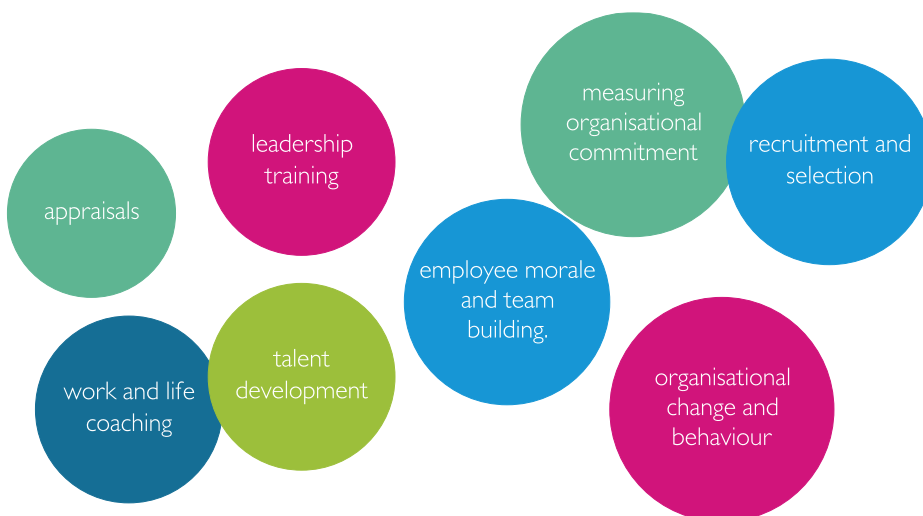 appraisals
leadership
training
measuring
organisational
commitment
recruitment and
selection
employee morale
and team
building.
work and life
coaching
talent
development
organisational
change and
behaviour